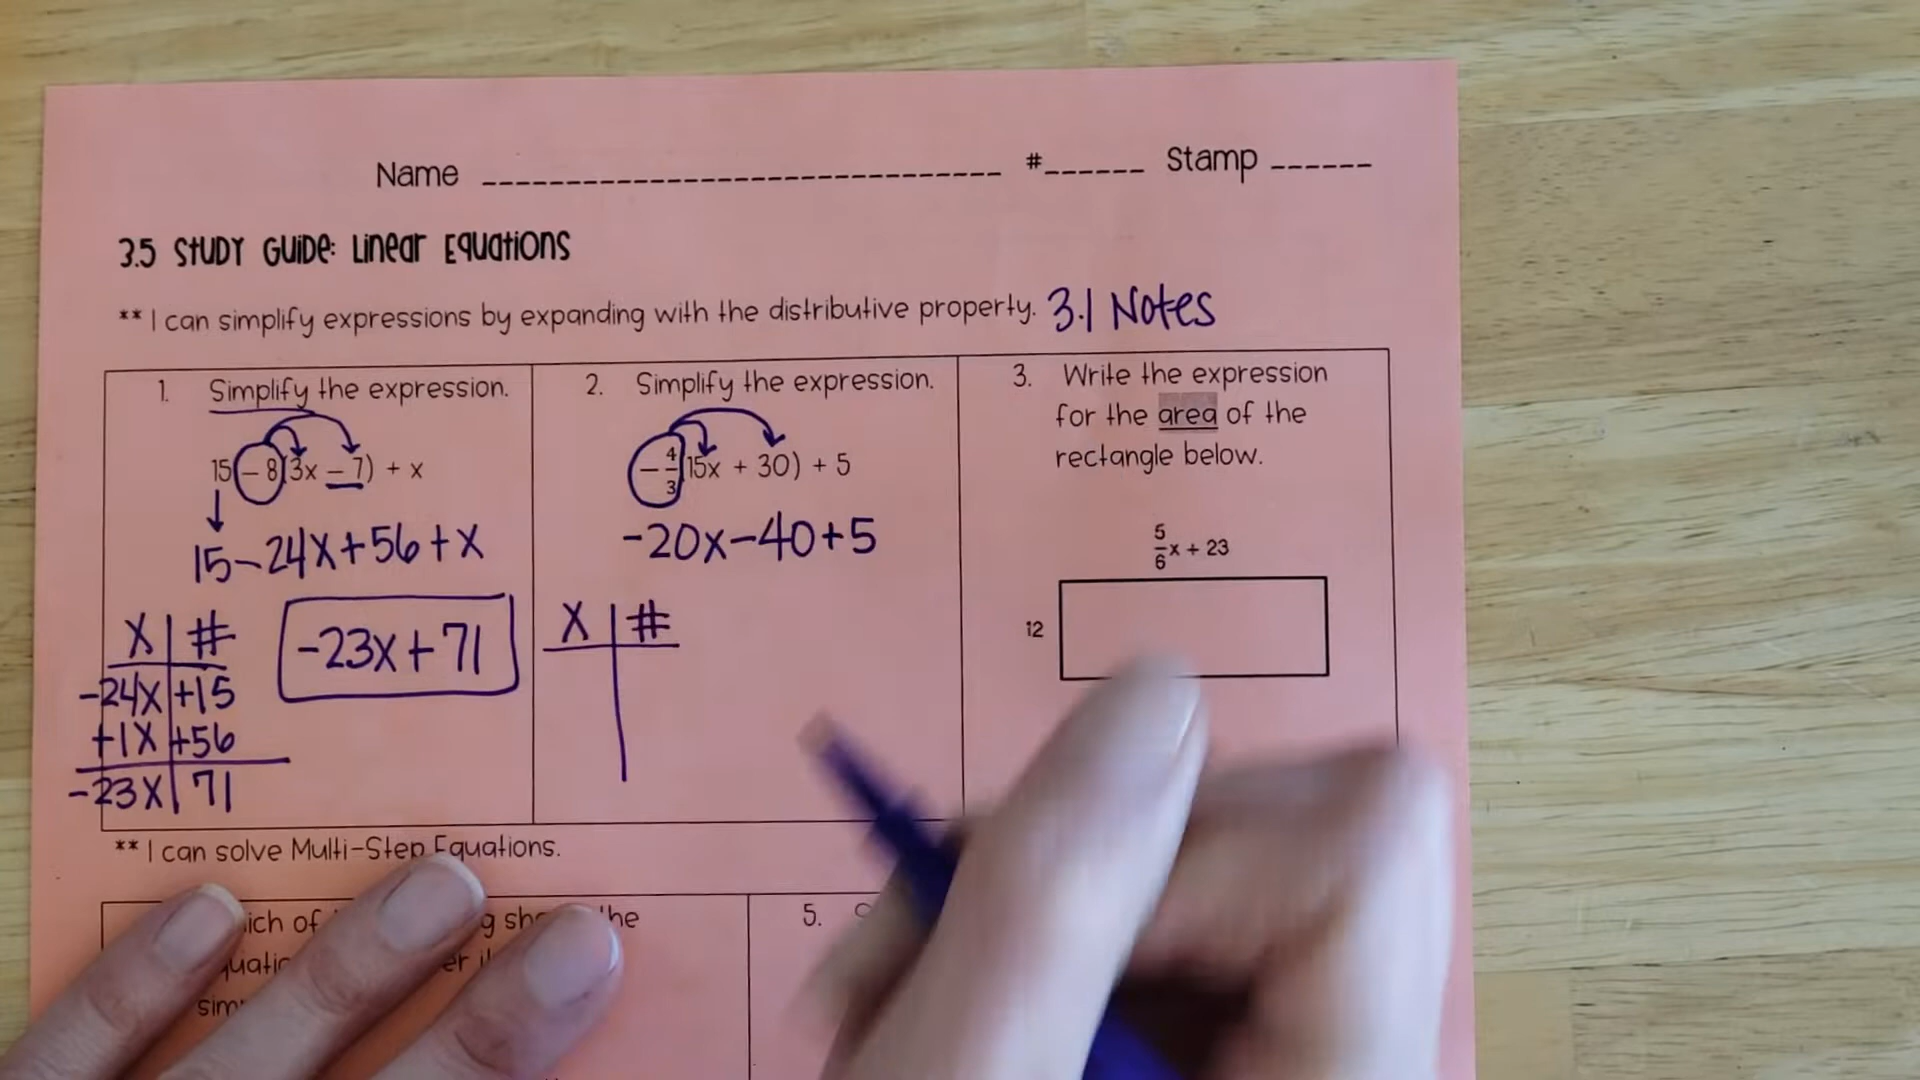 Name ______________________________ #______ Stamp ______
3.5 Study Guide: Linear Equations
** I can simplify expressions by expanding with the distributive property. 3.1 Notes
1. Simplify the expression.
15 - 8(3x - 7) + x
15 - 24x + 56 + x
X | #
-24x | +15
+1x | +56
-23x | 71
-23x + 71
2. Simplify the expression.
-4/3(15x + 30) + 5
-20x - 40 + 5
X | #
3. Write the expression
for the area of the
rectangle below.
5/6x + 23
12
** I can solve Multi-Step Equations.
5.